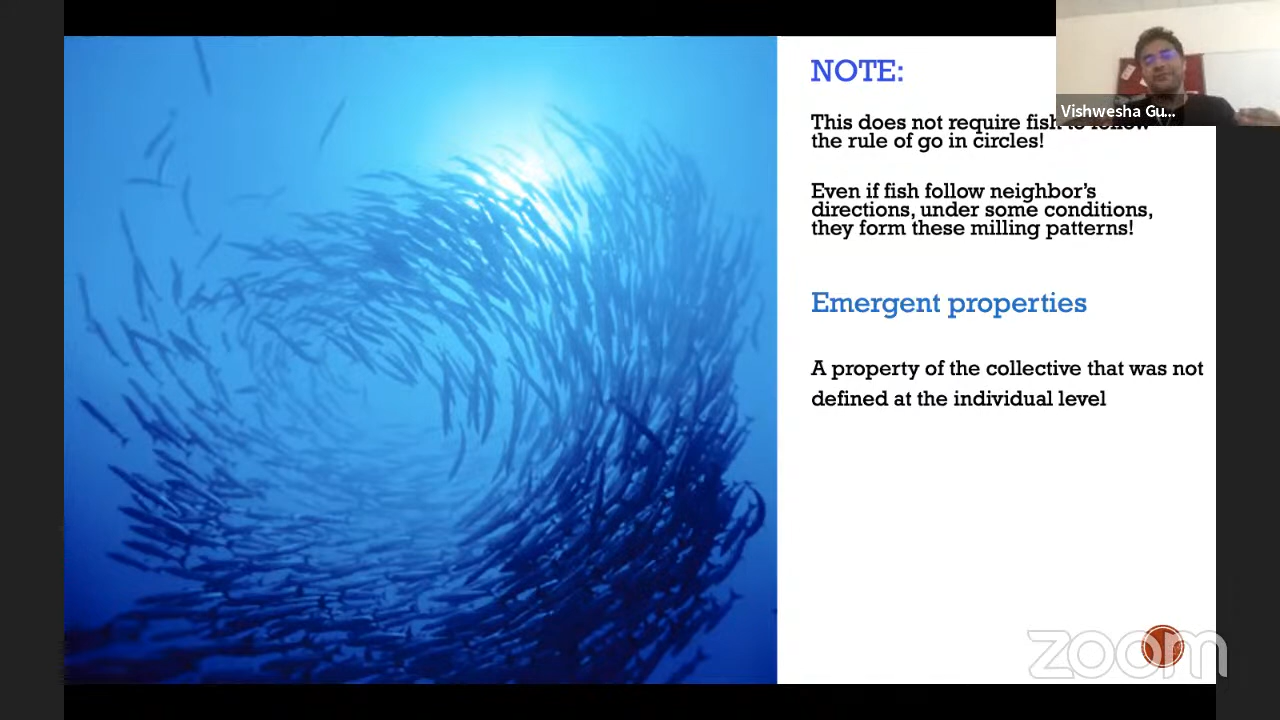 NOTE:
Vishwesha Gu...
This does not require fish to follow
the rule of go in circles!
Even if fish follow neighbor's
directions, under some conditions,
they form these milling patterns!
Emergent properties
A property of the collective that was not
defined at the individual level
zoom